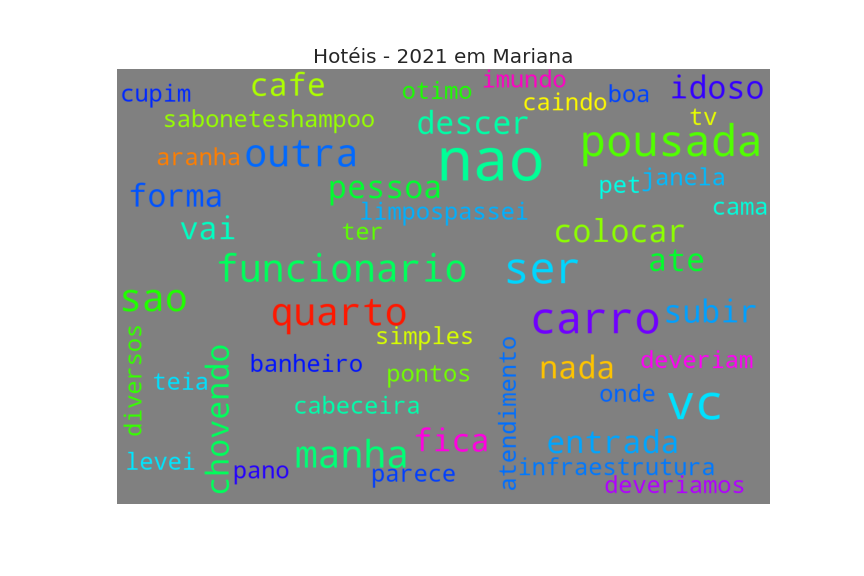 Hotéis - 2021 em Mariana
cupim
cafe
otimo
imundo
caindo
boa
idoso
saboneteshampoo
descer
tv
aranha
outra
nao
pousada
forma
pessoa
pet
janela
limpospassei
cama
vai
ter
colocar
funcionario
ser
ate
sao
quarto
carro
subir
simples
diversos
banheiro
pontos
nada
deveriam
teia
chovendo
cabeceira
atendimento
onde
vc
levei
pano
manha
fica
parece
entrada
infraestrutura
deveriamos